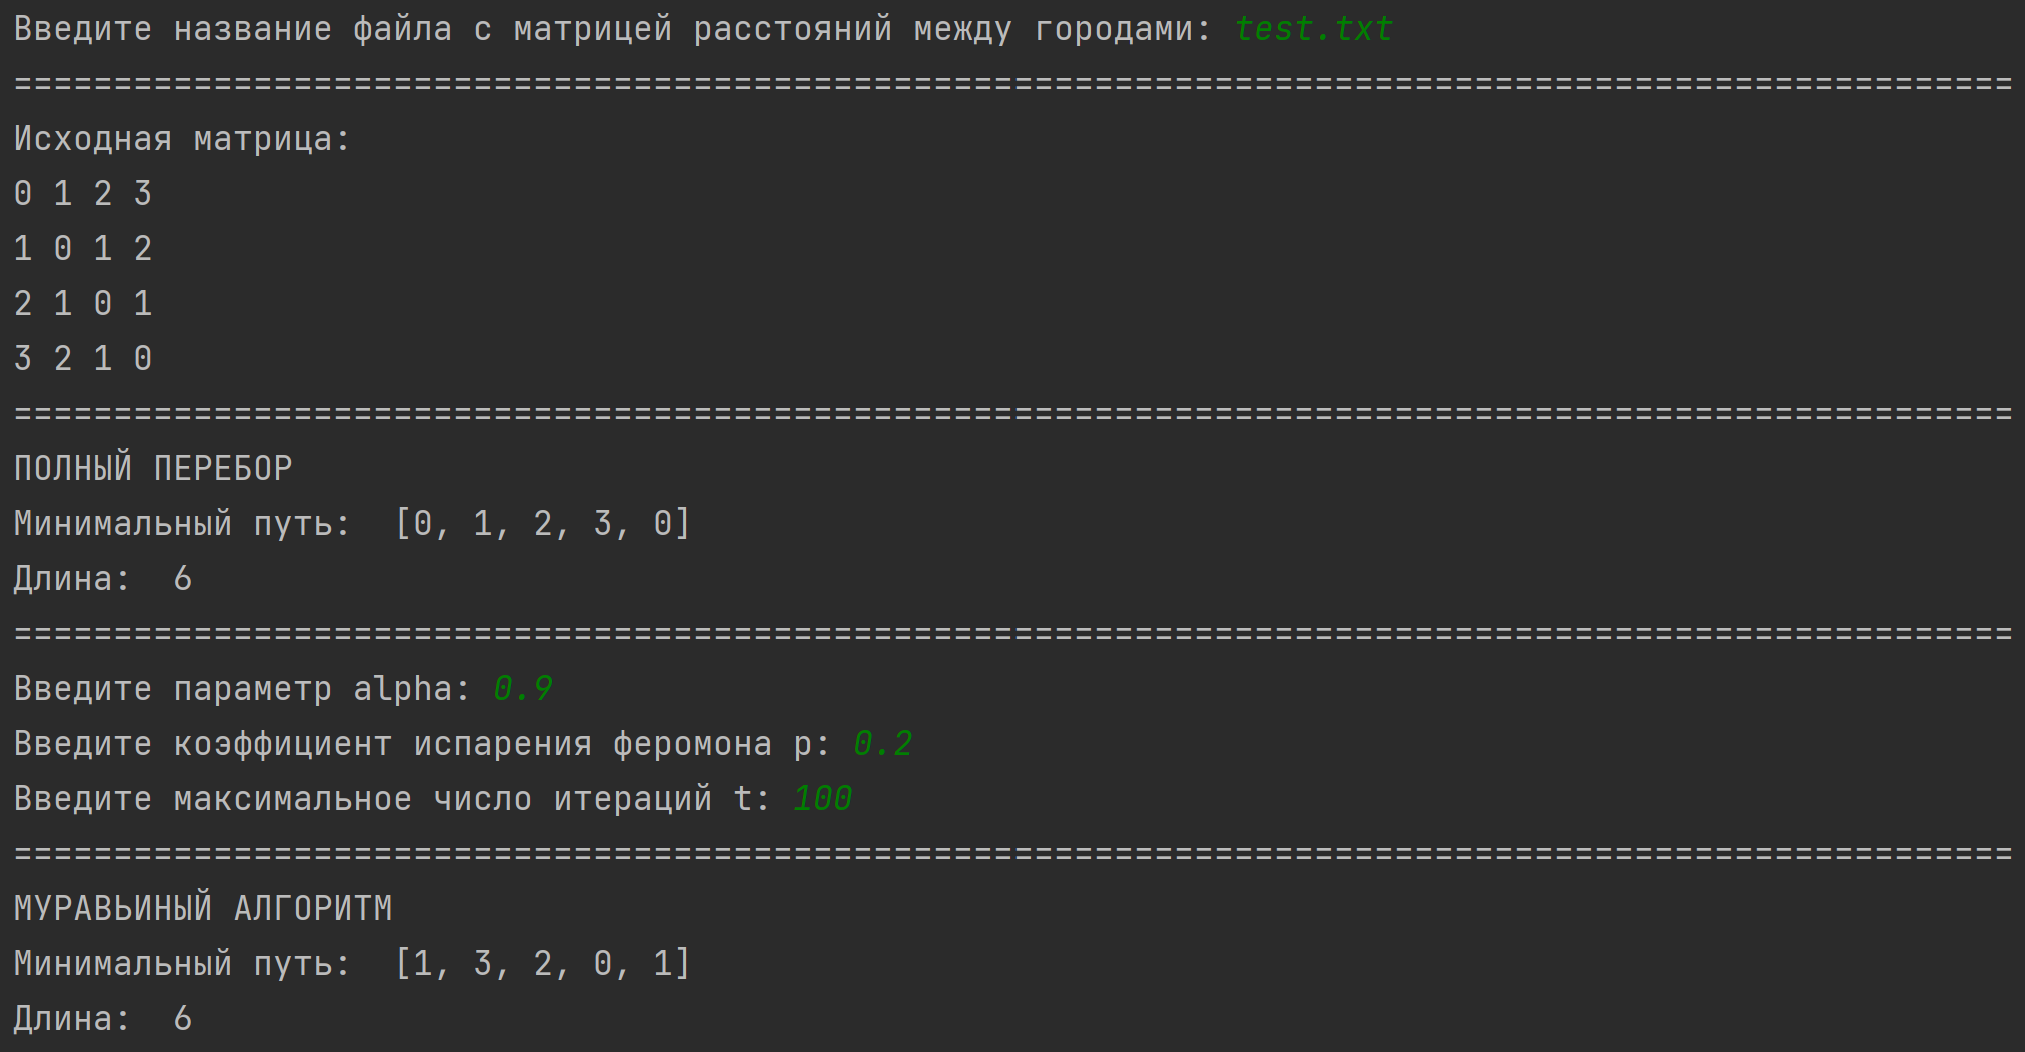 Введите название файла с матрицей расстояний между городами: test.txt
====================================================================================================
Исходная матрица:
0 1 2 3
1 0 1 2
2 1 0 1
3 2 1 0
====================================================================================================
ПОЛНЫЙ ПЕРЕБОР
Минимальный путь:  [0, 1, 2, 3, 0]
Длина:  6
====================================================================================================
Введите параметр alpha: 0.9
Введите коэффициент испарения феромона p: 0.2
Введите максимальное число итераций t: 100
====================================================================================================
МУРАВЬИНЫЙ АЛГОРИТМ
Минимальный путь:  [1, 3, 2, 0, 1]
Длина:  6